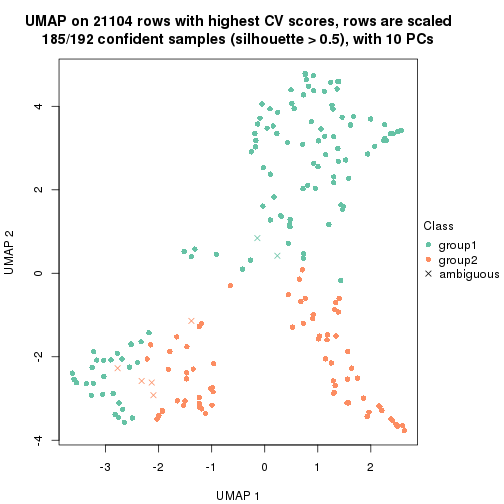 UMAP on 21104 rows with highest CV scores, rows are scaled
185/192 confident samples (silhouette > 0.5), with 10 PCs
4
2
0
-2
-4
UMAP 2
-3
-2
-1
0
1
2
UMAP 1
Class
group1
group2
ambiguous